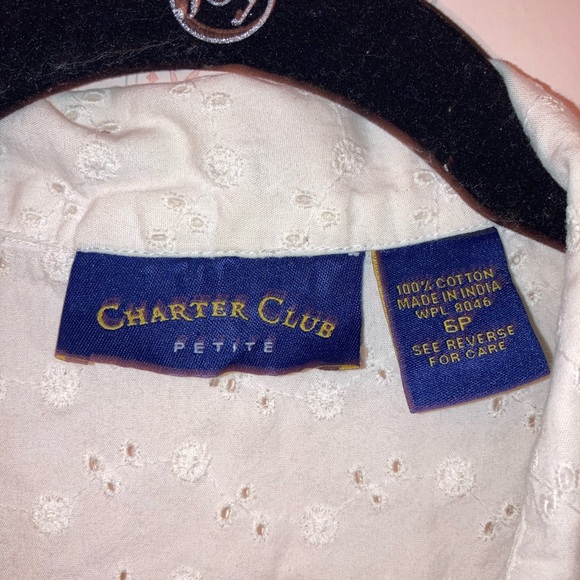 CHARTER CLUB
PETITE
100% COTTON
MADE IN INDIA
WPL 8046
6P
SEE REVERSE
FOR CARE